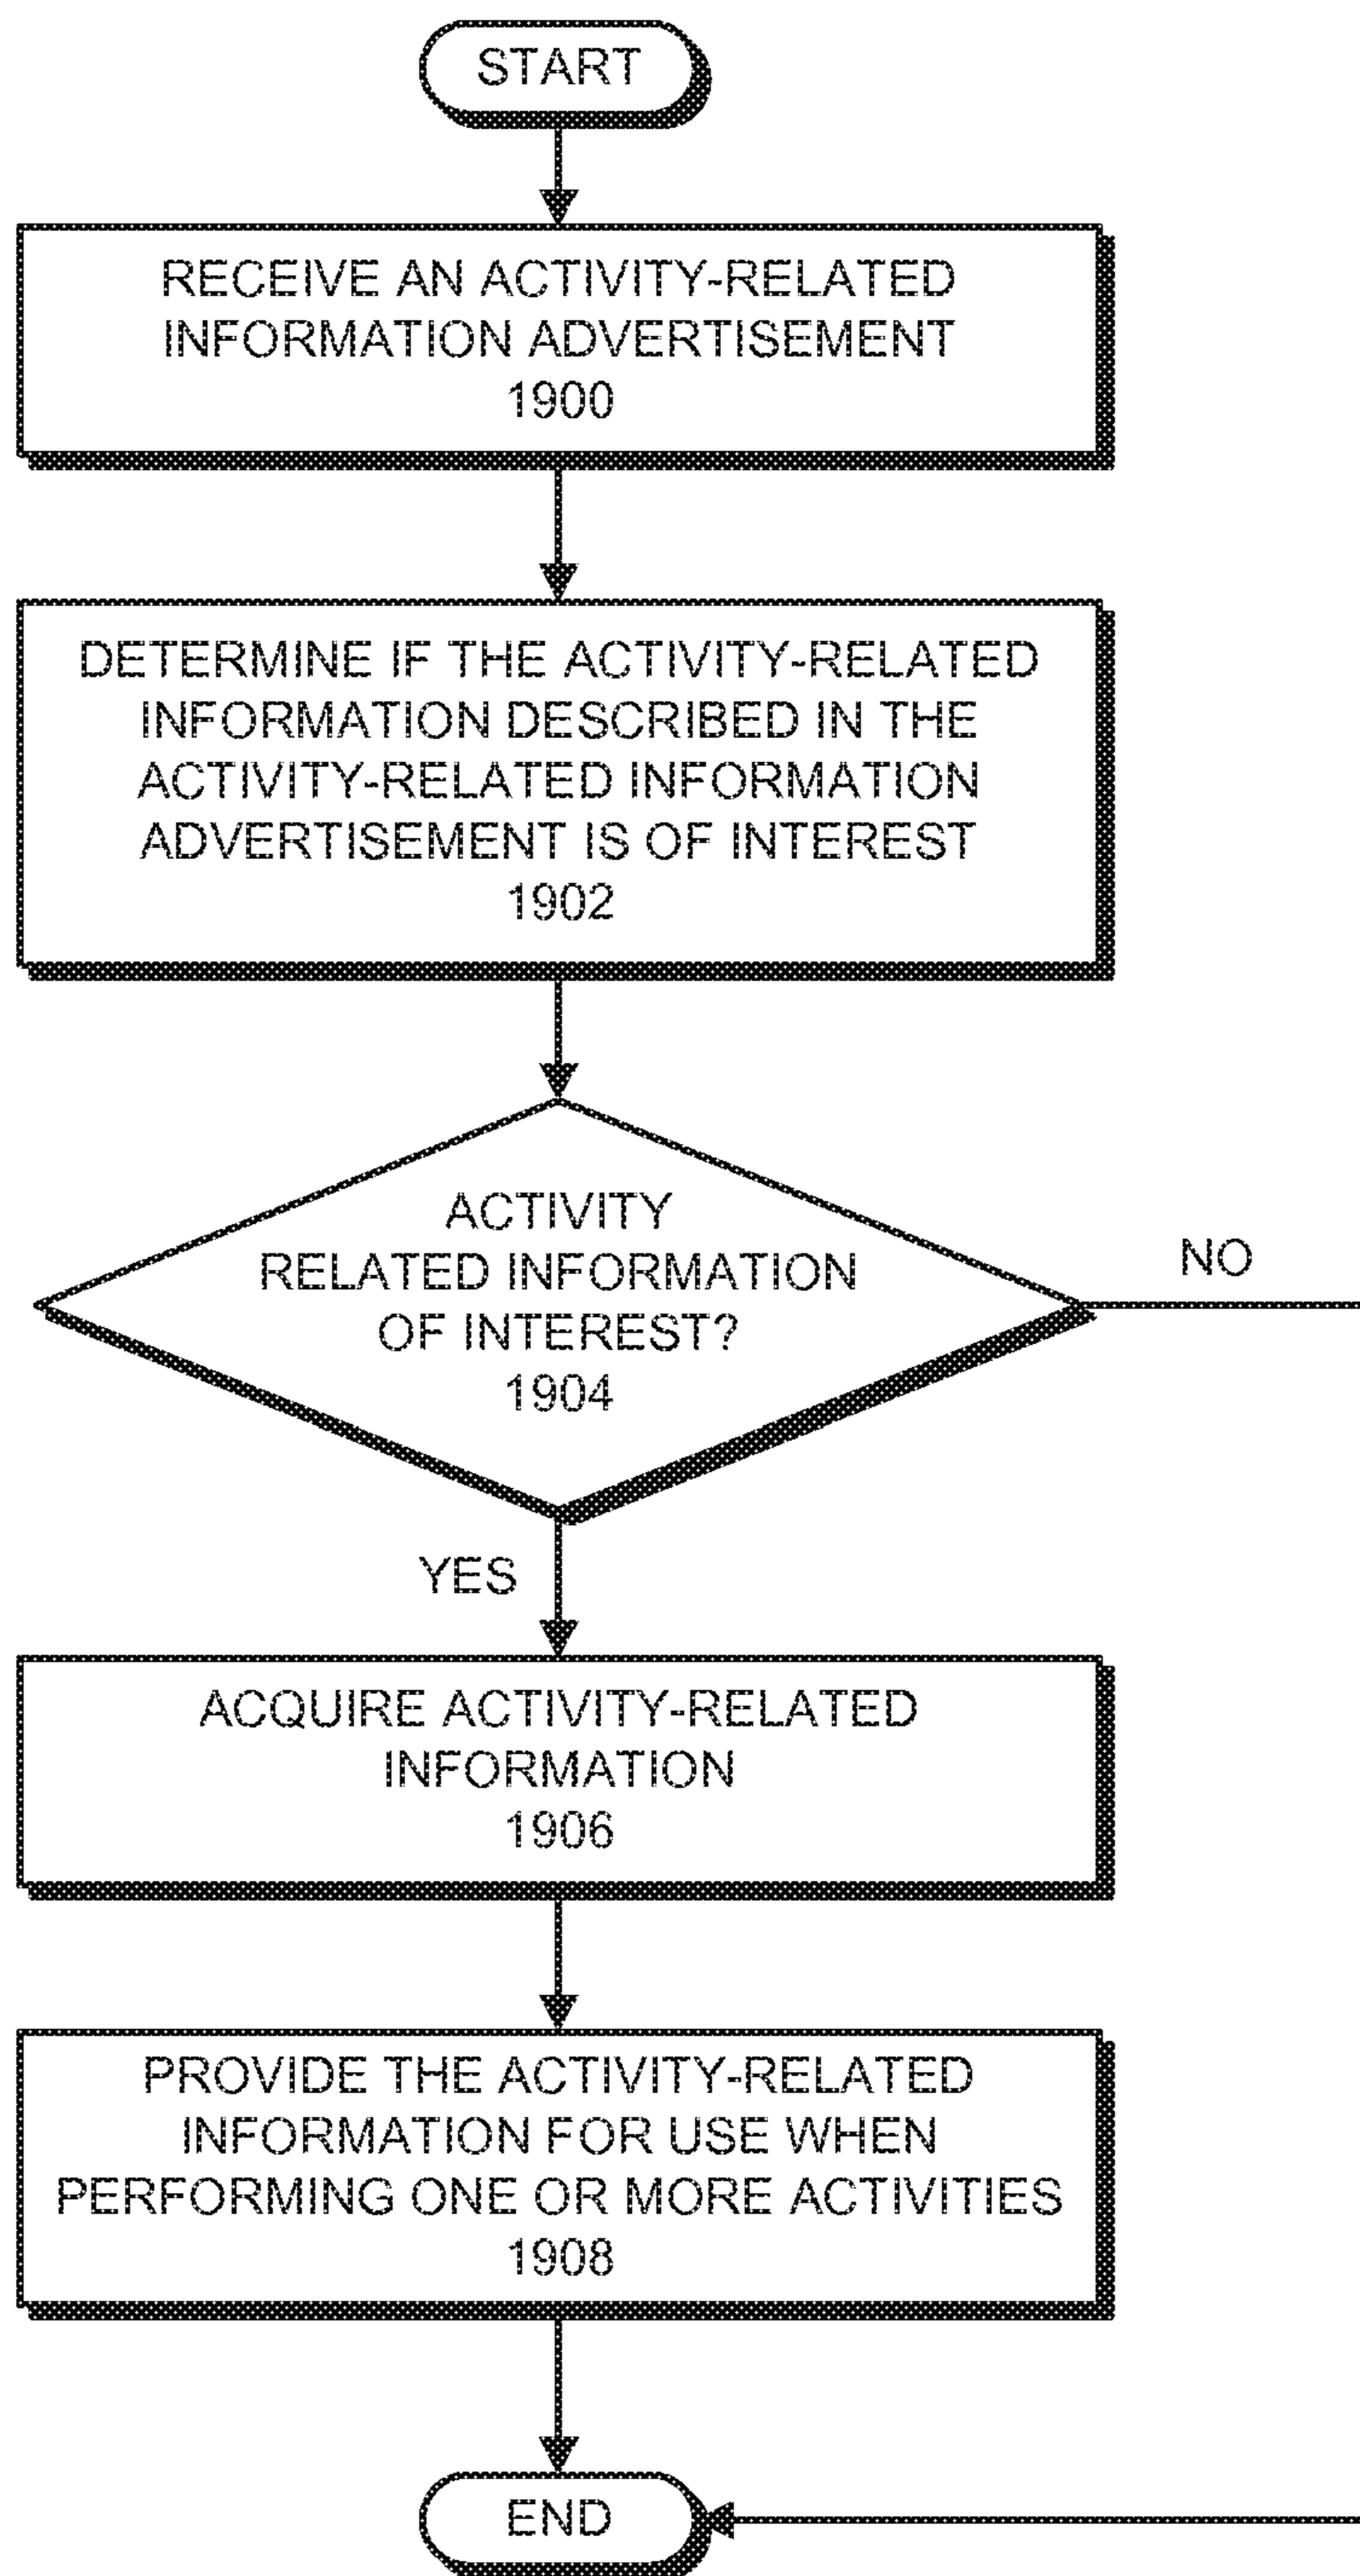 START
RECEIVE AN ACTIVITY-RELATED
INFORMATION ADVERTISEMENT
1900
DETERMINE IF THE ACTIVITY-RELATED
INFORMATION DESCRIBED IN THE
ACTIVITY-RELATED INFORMATION
ADVERTISEMENT IS OF INTEREST
1902
ACTIVITY
RELATED INFORMATION
OF INTEREST?
1904
NO
YES
ACQUIRE ACTIVITY-RELATED
INFORMATION
1906
PROVIDE THE ACTIVITY-RELATED
INFORMATION FOR USE WHEN
PERFORMING ONE OR MORE ACTIVITIES
1908
END